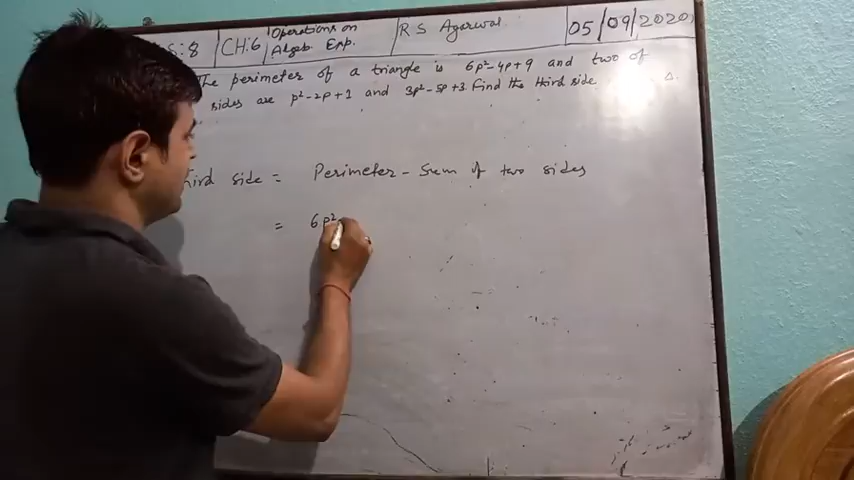 S:8 CH:6 Operations on Algeb. Exp. R S Agarwal 05/09/2020
The perimeter of a triangle is 6p²-4p+9 and two of
sides are p²-2p+1 and 3p²-5p+3. Find the third side Δ.
side = Perimeter - Sum of two sides
= 6p²